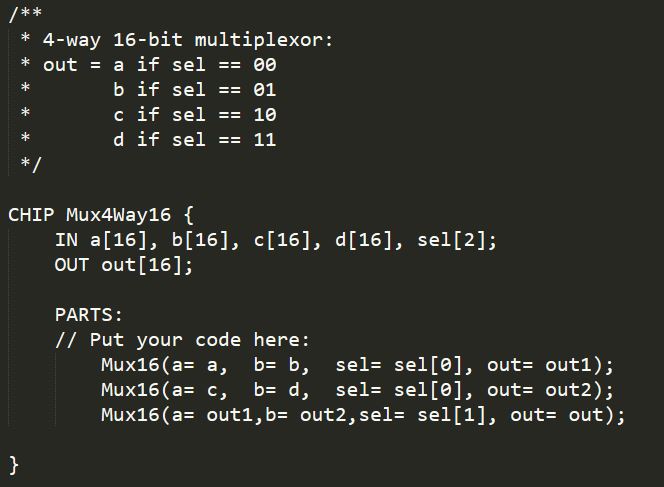 /**
 * 4-way 16-bit multiplexor:
 * out = a if sel == 00
 *       b if sel == 01
 *       c if sel == 10
 *       d if sel == 11
 */

CHIP Mux4Way16 {
    IN a[16], b[16], c[16], d[16], sel[2];
    OUT out[16];

    PARTS:
    // Put your code here:
        Mux16(a= a,  b= b,  sel= sel[0], out= out1);
        Mux16(a= c,  b= d,  sel= sel[0], out= out2);
        Mux16(a= out1,b= out2,sel= sel[1], out= out);

}